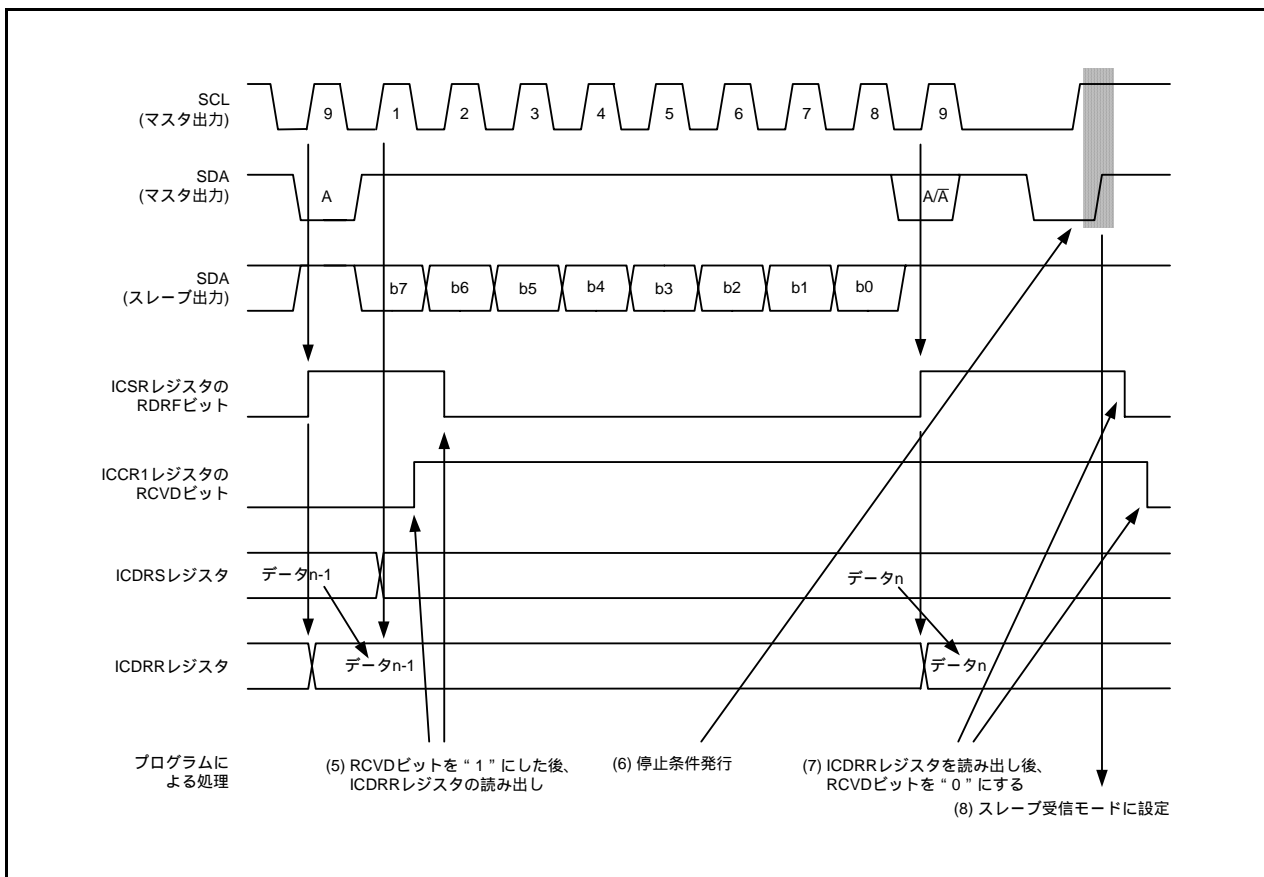 SCL
(マスタ出力)
9 1 2 3 4 5 6 7 8 9
SDA
(マスタ出力)
A A/A̅
SDA
(スレーブ出力)
b7 b6 b5 b4 b3 b2 b1 b0
ICSRレジスタの
RDRFビット
ICCR1レジスタの
RCVDビット
ICDRSレジスタ データn-1 データn
ICDRRレジスタ データn-1 データn
プログラムに
よる処理
(5) RCVDビットを“1”にした後、
ICDRRレジスタの読み出し
(6) 停止条件発行
(7) ICDRRレジスタを読み出し後、
RCVDビットを“0”にする
(8) スレーブ受信モードに設定